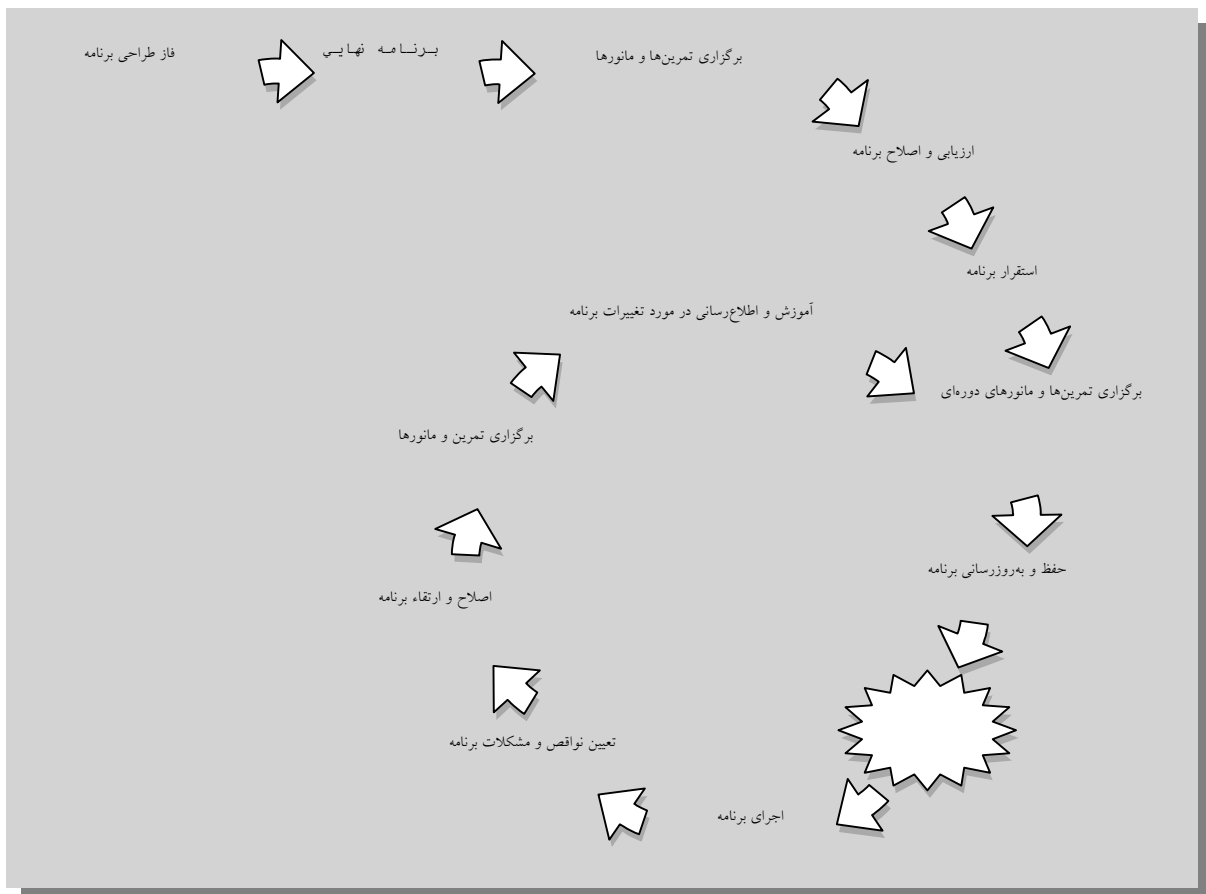 فاز طراحی برنامه
برنامه نهايي
برگزاری تمرین‌ها و مانورها
ارزیابی و اصلاح برنامه
استقرار برنامه
آموزش و اطلاع‌رسانی در مورد تغییرات برنامه
برگزاری تمرین‌ها و مانورهای دوره‌ای
برگزاری تمرین و مانورها
حفظ و به‌روزرسانی برنامه
اصلاح و ارتقاء برنامه
تعیین نواقص و مشکلات برنامه
اجرای برنامه